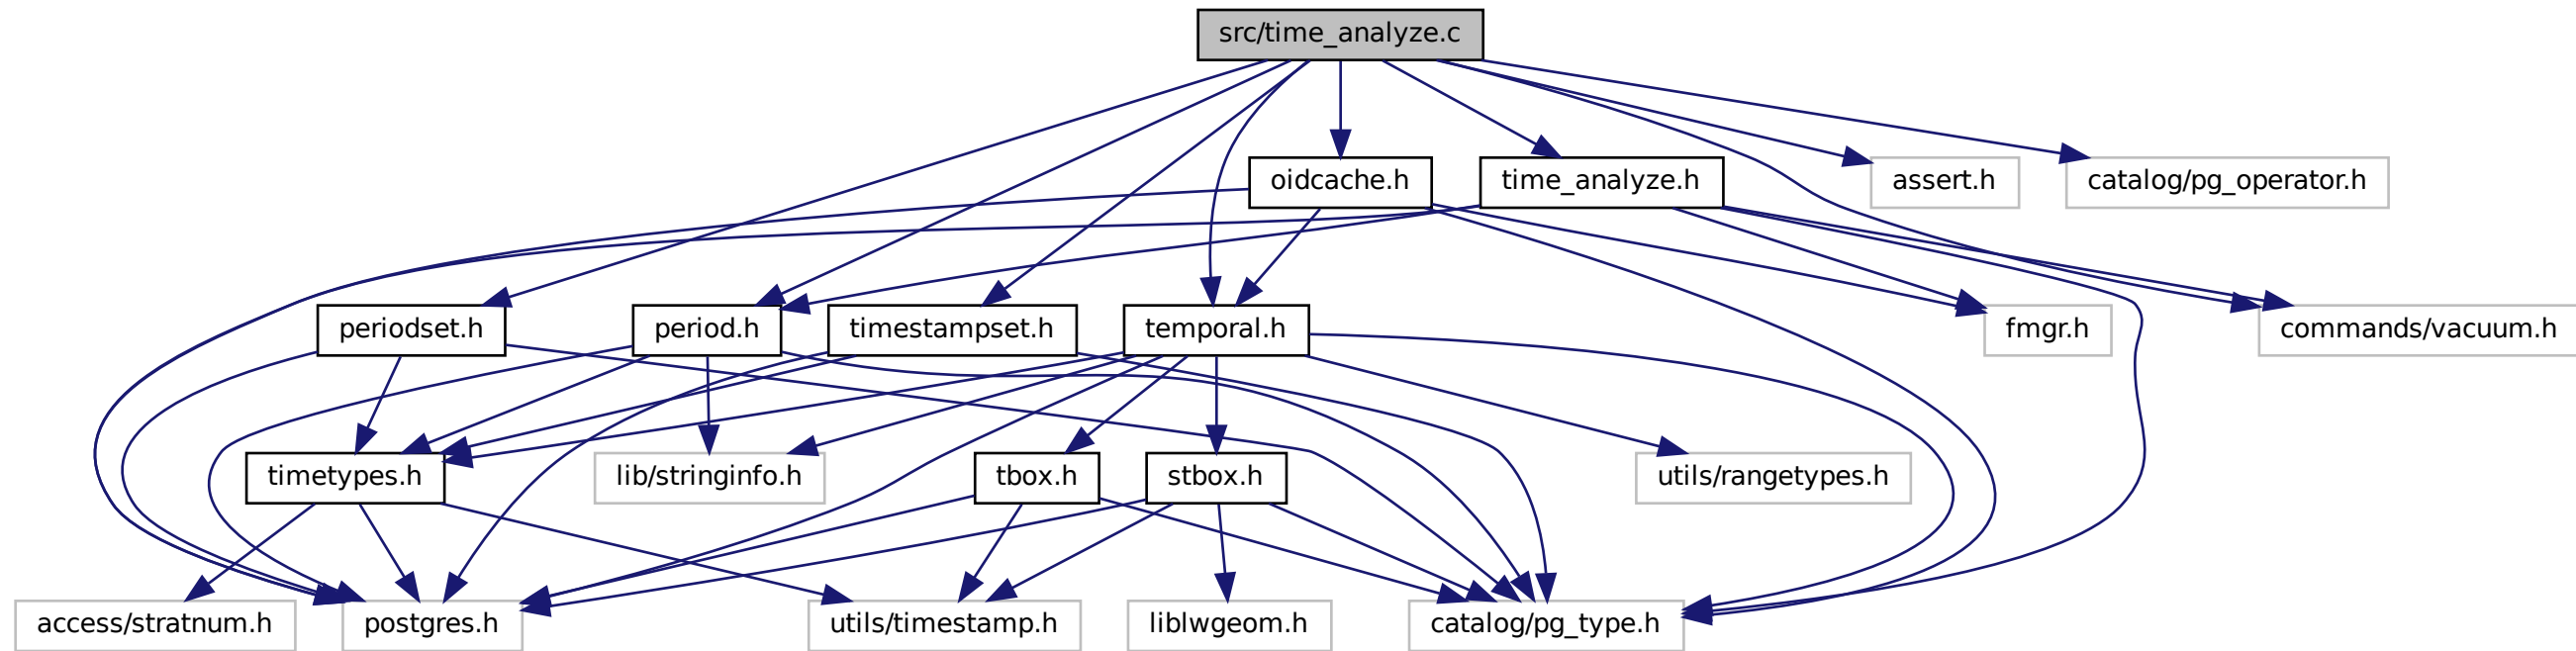 src/time_analyze.c
oidcache.h
time_analyze.h
assert.h
catalog/pg_operator.h
periodset.h
period.h
timestampset.h
temporal.h
fmgr.h
commands/vacuum.h
timetypes.h
lib/stringinfo.h
tbox.h
stbox.h
utils/rangetypes.h
access/stratnum.h
postgres.h
utils/timestamp.h
liblwgeom.h
catalog/pg_type.h